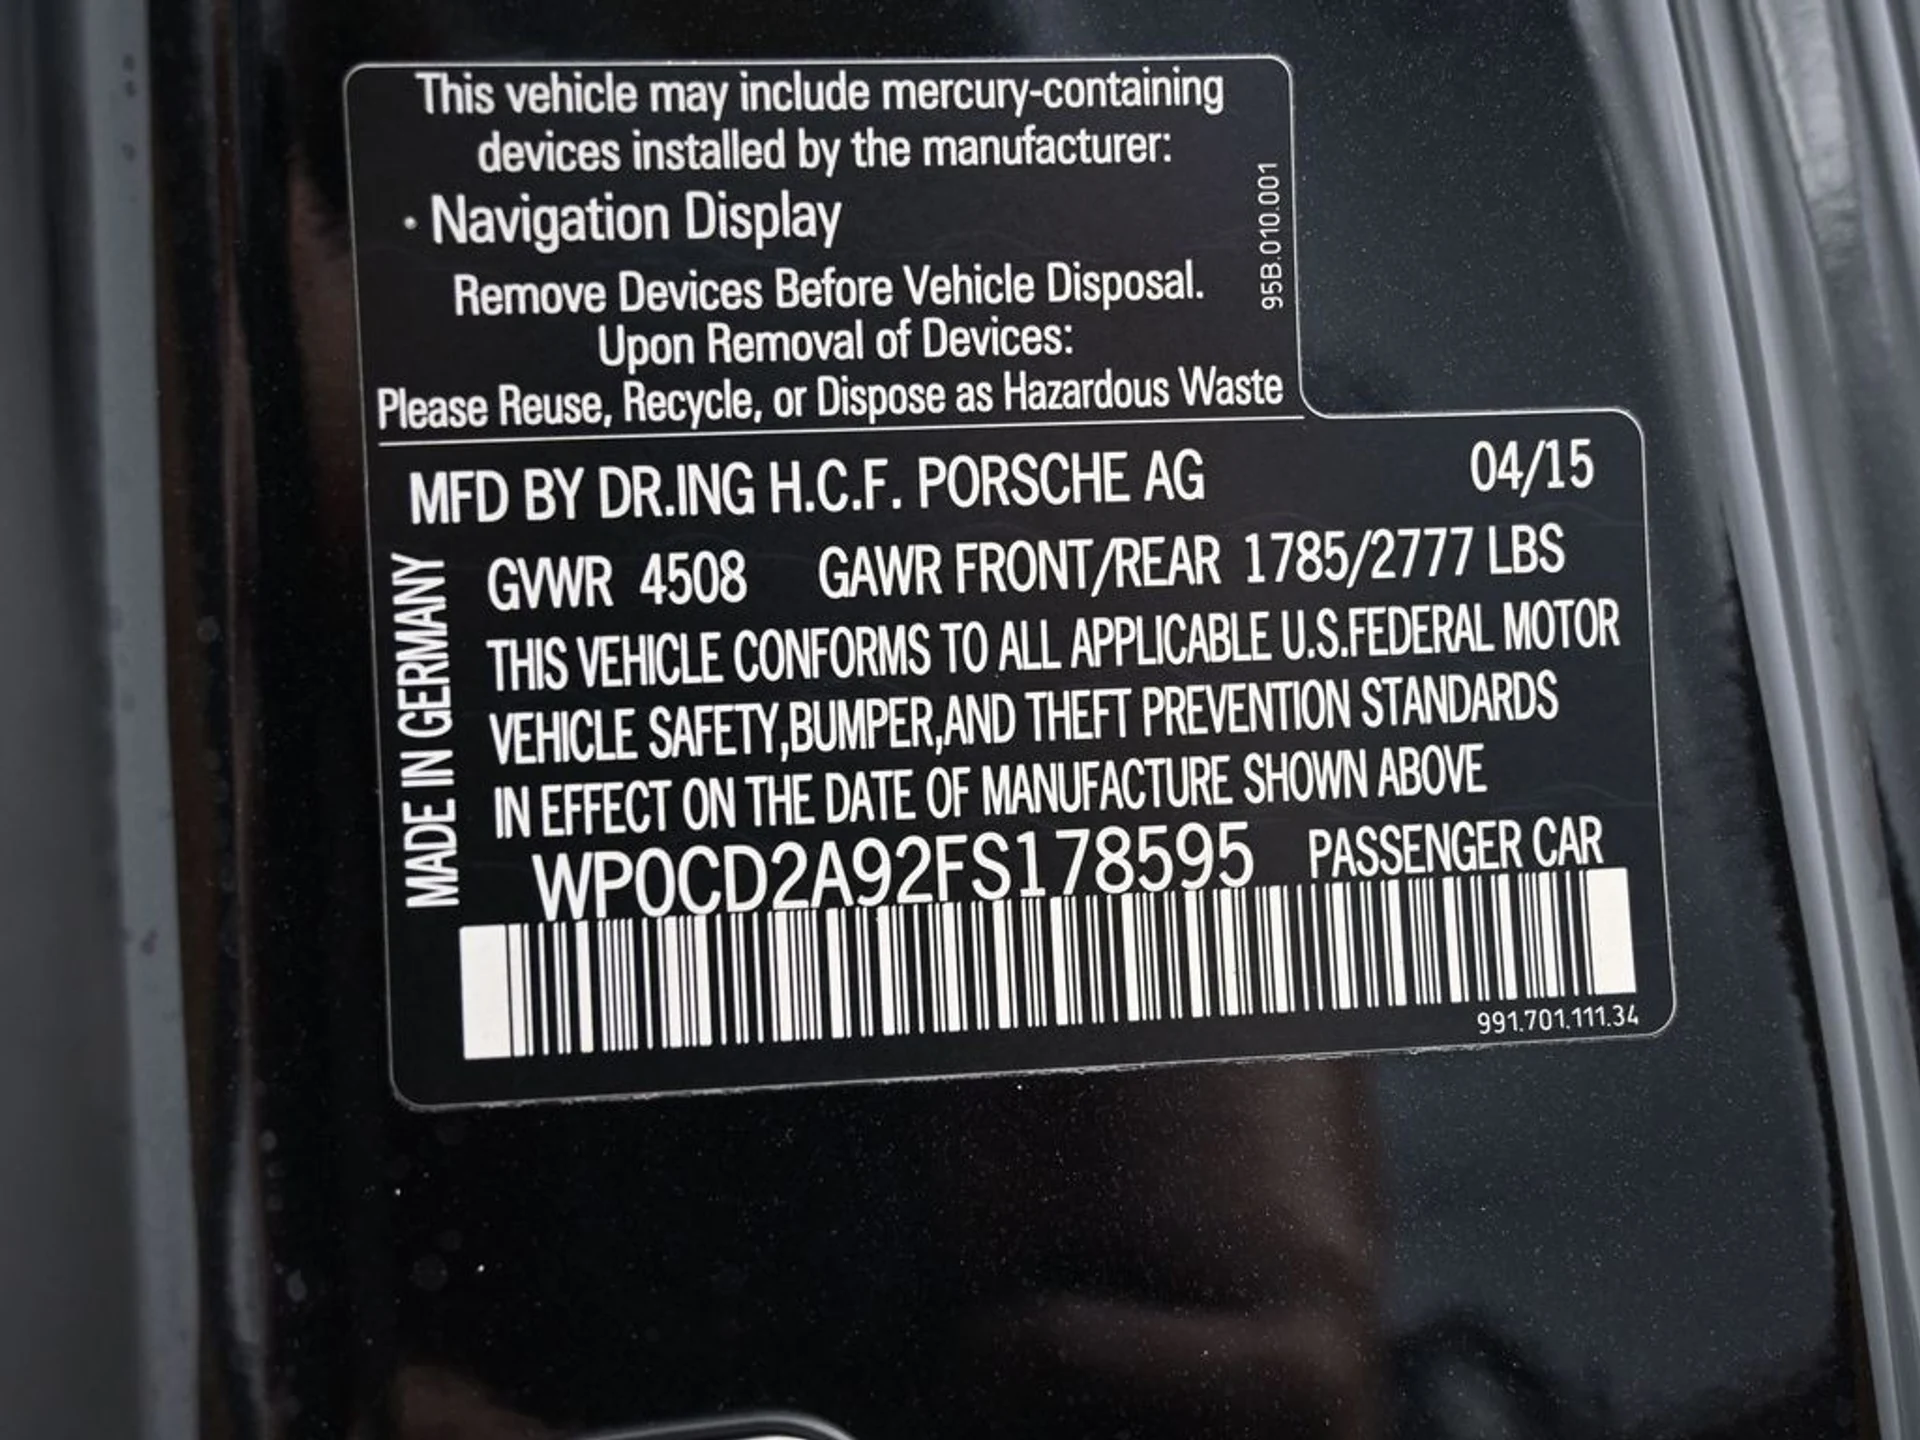 This vehicle may include mercury-containing
devices installed by the manufacturer:
· Navigation Display
Remove Devices Before Vehicle Disposal.
Upon Removal of Devices:
Please Reuse, Recycle, or Dispose as Hazardous Waste
95B.010.001
MFD BY DR.ING H.C.F. PORSCHE AG 04/15
MADE IN GERMANY
GVWR 4508 GAWR FRONT/REAR 1785/2777 LBS
THIS VEHICLE CONFORMS TO ALL APPLICABLE U.S.FEDERAL MOTOR
VEHICLE SAFETY,BUMPER,AND THEFT PREVENTION STANDARDS
IN EFFECT ON THE DATE OF MANUFACTURE SHOWN ABOVE
WP0CD2A92FS178595 PASSENGER CAR
991.701.111.34